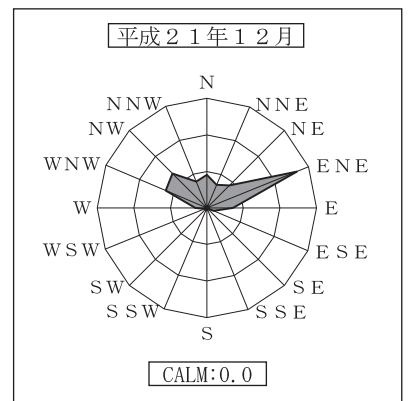 平成２１年１２月
N
NNW NNE
NW NE
WNW ENE
W E
WSW ESE
SW SE
SSW SSE
S
CALM:0.0